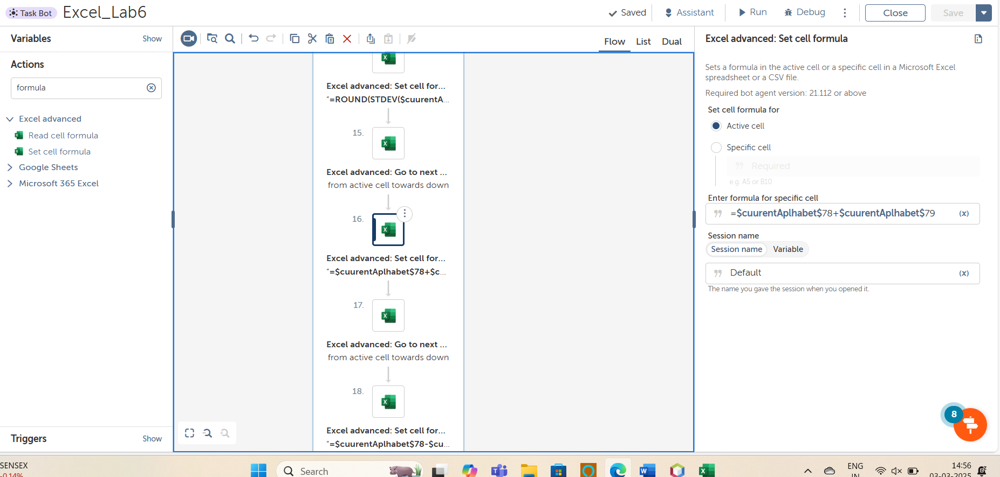 Task Bot Excel_Lab6
Saved Assistant Run Debug Close Save
Variables Show
Actions
formula
Excel advanced
Read cell formula
Set cell formula
Google Sheets
Microsoft 365 Excel
Triggers Show
Flow List Dual
Excel advanced: Set cell for...
"=ROUND(STDEV($cuurentA...
15.
Excel advanced: Go to next ...
from active cell towards down
16.
Excel advanced: Set cell for...
"=$cuurentAplhabet$78+$c...
17.
Excel advanced: Go to next ...
from active cell towards down
18.
Excel advanced: Set cell for...
"=$cuurentAplhabet$78-$cu...
Excel advanced: Set cell formula
Sets a formula in the active cell or a specific cell in a Microsoft Excel
spreadsheet or a CSV file.
Required bot agent version: 21.112 or above
Set cell formula for
Active cell
Specific cell
Required
e.g. A5 or B10
Enter formula for specific cell
=$cuurentAplhabet$78+$cuurentAplhabet$79 (x)
Session name
Session name Variable
Default (x)
The name you gave the session when you opened it.
8
SENSEX
-0.14%
Search
ENG
IN
14:56
03-03-2025